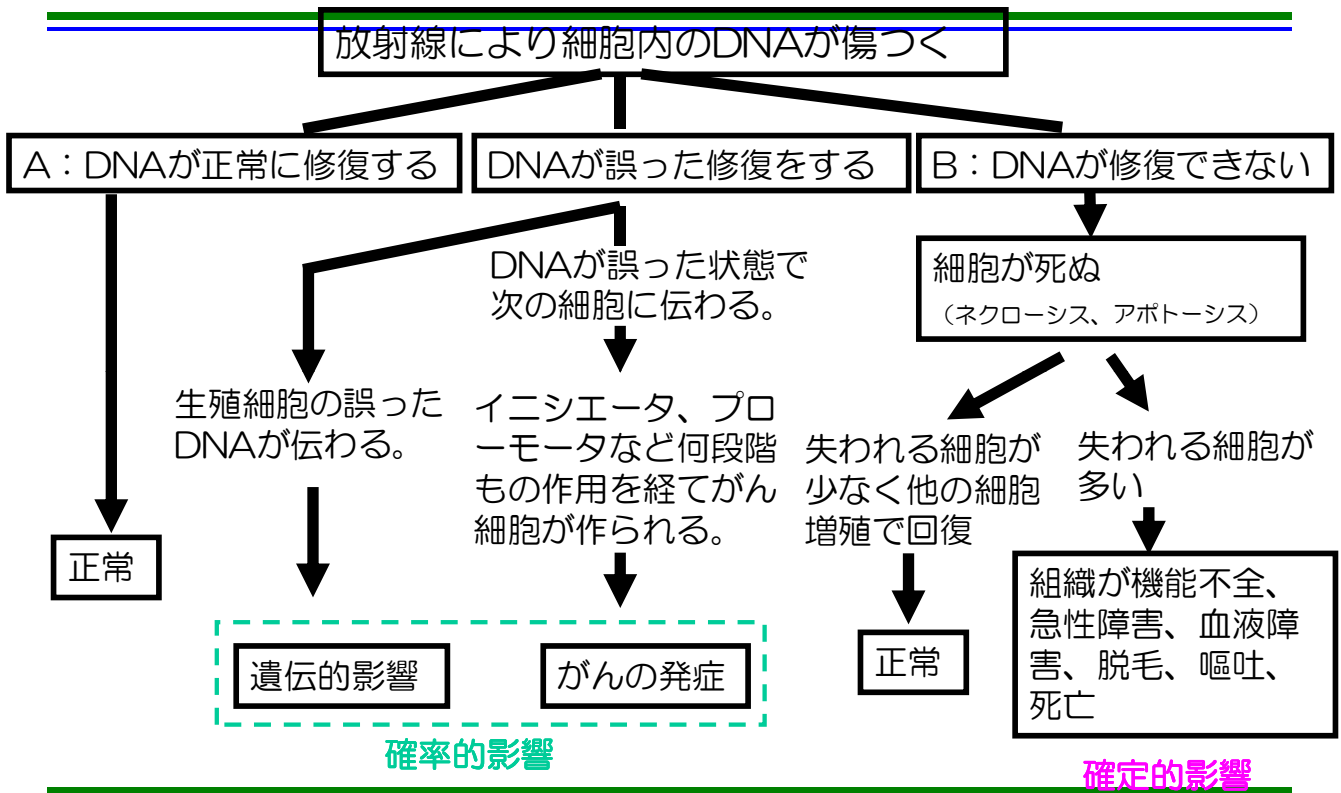 放射線により細胞内のDNAが傷つく
A：DNAが正常に修復する
DNAが誤った修復をする
B：DNAが修復できない
DNAが誤った状態で
次の細胞に伝わる。
細胞が死ぬ
（ネクローシス、アポトーシス）
生殖細胞の誤った
DNAが伝わる。
イニシエータ、プロ
ーモータなど何段階
もの作用を経てがん
細胞が作られる。
失われる細胞が
少なく他の細胞
増殖で回復
失われる細胞が
多い
正常
遺伝的影響
がんの発症
正常
組織が機能不全、
急性障害、血液障
害、脱毛、嘔吐、
死亡
確率的影響
確定的影響